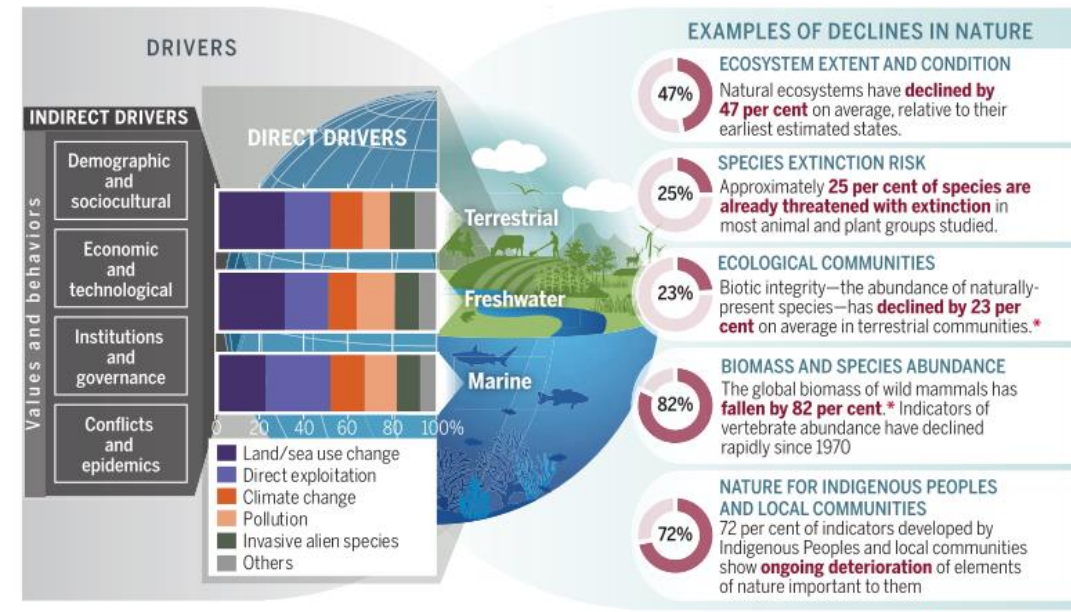 DRIVERS
INDIRECT DRIVERS
Values and behaviors
Demographic
and
sociocultural
Economic
and
technological
Institutions
and
governance
Conflicts
and
epidemics
DIRECT DRIVERS
Terrestrial
Freshwater
Marine
0 20 40 60 80 100%
Land/sea use change
Direct exploitation
Climate change
Pollution
Invasive alien species
Others
EXAMPLES OF DECLINES IN NATURE
47%
ECOSYSTEM EXTENT AND CONDITION
Natural ecosystems have declined by
47 per cent on average, relative to their
earliest estimated states.
25%
SPECIES EXTINCTION RISK
Approximately 25 per cent of species are
already threatened with extinction in
most animal and plant groups studied.
23%
ECOLOGICAL COMMUNITIES
Biotic integrity—the abundance of naturally-
present species—has declined by 23 per
cent on average in terrestrial communities.*
82%
BIOMASS AND SPECIES ABUNDANCE
The global biomass of wild mammals has
fallen by 82 per cent.* Indicators of
vertebrate abundance have declined
rapidly since 1970
72%
NATURE FOR INDIGENOUS PEOPLES
AND LOCAL COMMUNITIES
72 per cent of indicators developed by
Indigenous Peoples and local communities
show ongoing deterioration of elements
of nature important to them